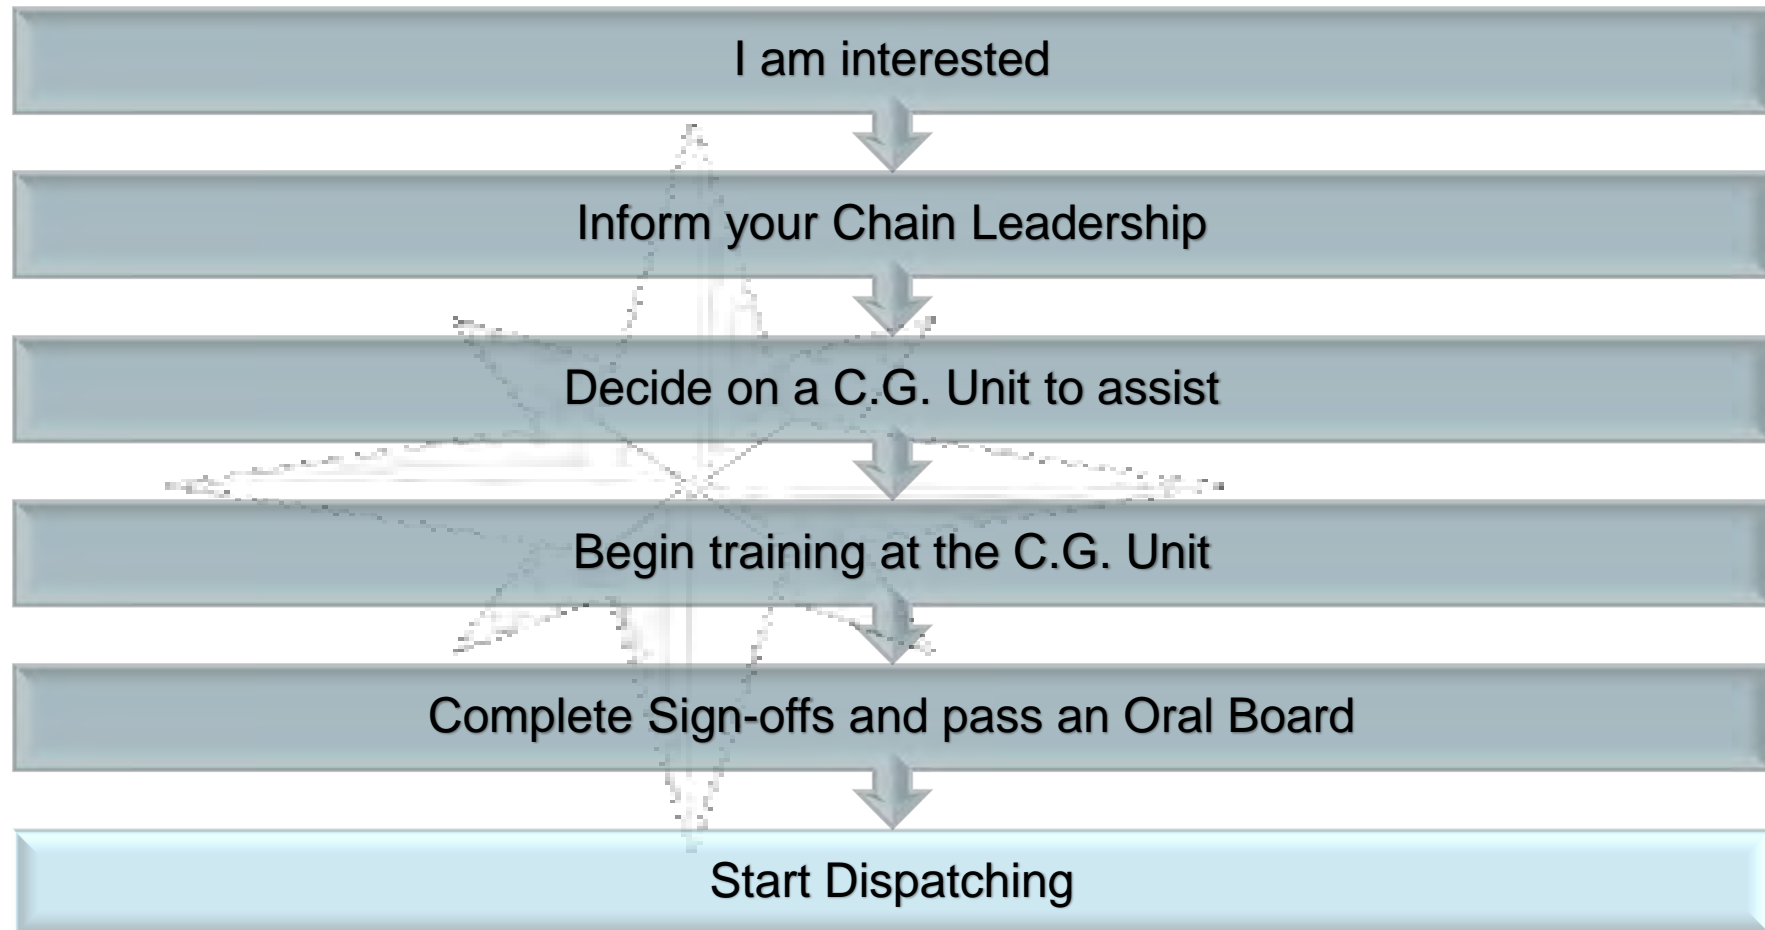 I am interested
Inform your Chain Leadership
Decide on a C.G. Unit to assist
Begin training at the C.G. Unit
Complete Sign-offs and pass an Oral Board
Start Dispatching